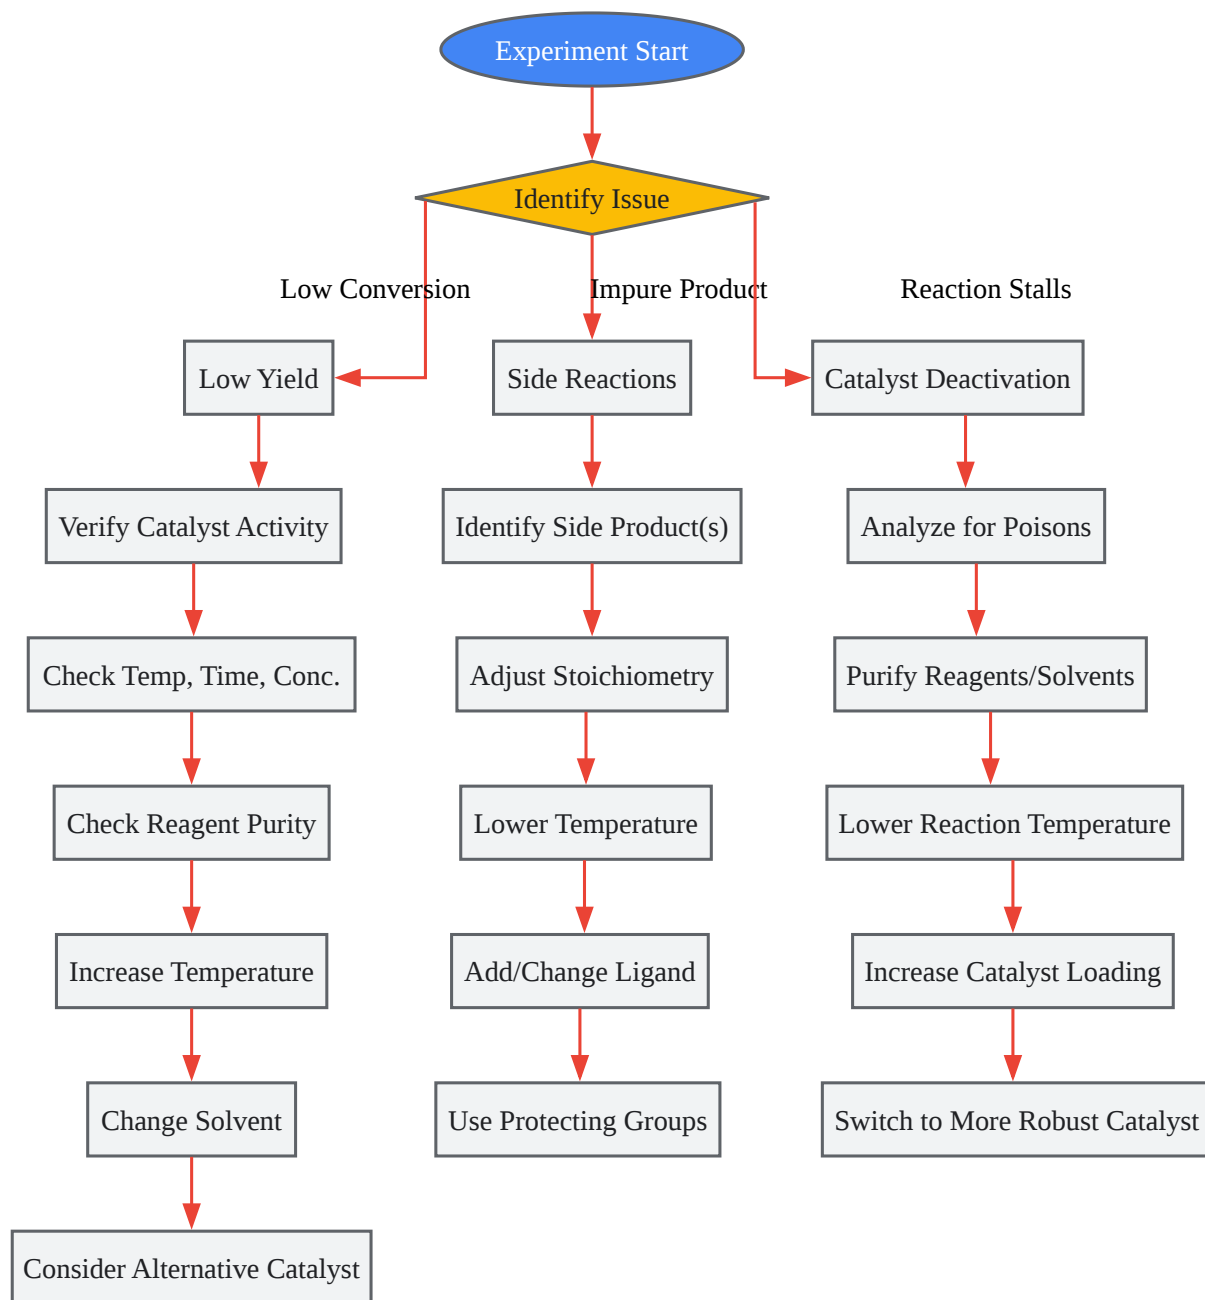 Experiment Start
Identify Issue
Low Conversion
Impure Product
Reaction Stalls
Low Yield
Side Reactions
Catalyst Deactivation
Verify Catalyst Activity
Identify Side Product(s)
Analyze for Poisons
Check Temp, Time, Conc.
Adjust Stoichiometry
Purify Reagents/Solvents
Check Reagent Purity
Lower Temperature
Lower Reaction Temperature
Increase Temperature
Add/Change Ligand
Increase Catalyst Loading
Change Solvent
Use Protecting Groups
Switch to More Robust Catalyst
Consider Alternative Catalyst